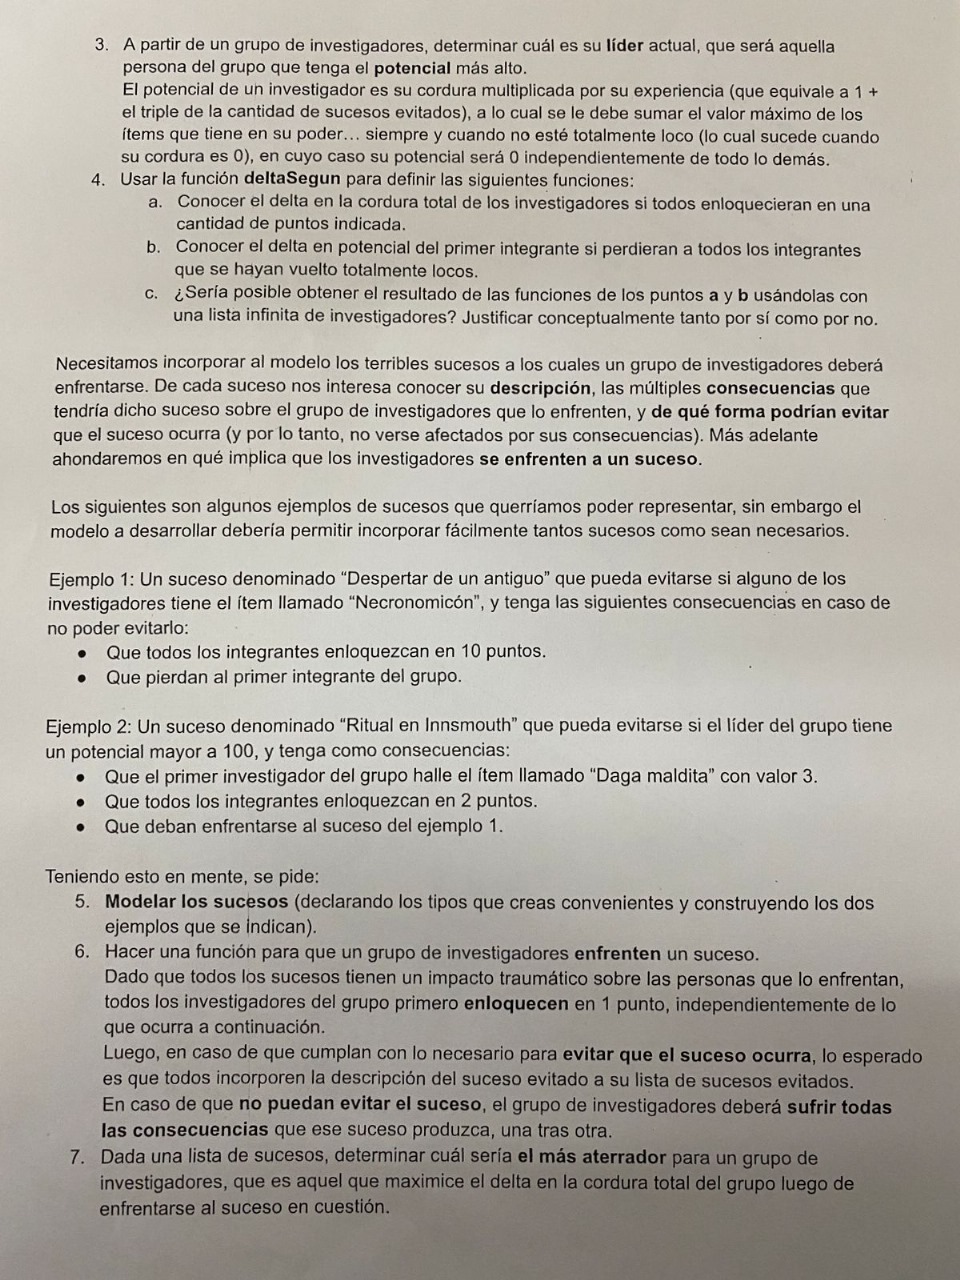 3. A partir de un grupo de investigadores, determinar cuál es su líder actual, que será aquella
persona del grupo que tenga el potencial más alto.
El potencial de un investigador es su cordura multiplicada por su experiencia (que equivale a 1 +
el triple de la cantidad de sucesos evitados), a lo cual se le debe sumar el valor máximo de los
ítems que tiene en su poder... siempre y cuando no esté totalmente loco (lo cual sucede cuando
su cordura es 0), en cuyo caso su potencial será 0 independientemente de todo lo demás.
4. Usar la función deltaSegun para definir las siguientes funciones:
a. Conocer el delta en la cordura total de los investigadores si todos enloquecieran en una
cantidad de puntos indicada.
b. Conocer el delta en potencial del primer integrante si perdieran a todos los integrantes
que se hayan vuelto totalmente locos.
c. ¿Sería posible obtener el resultado de las funciones de los puntos a y b usándolas con
una lista infinita de investigadores? Justificar conceptualmente tanto por sí como por no.
Necesitamos incorporar al modelo los terribles sucesos a los cuales un grupo de investigadores deberá
enfrentarse. De cada suceso nos interesa conocer su descripción, las múltiples consecuencias que
tendría dicho suceso sobre el grupo de investigadores que lo enfrenten, y de qué forma podrían evitar
que el suceso ocurra (y por lo tanto, no verse afectados por sus consecuencias). Más adelante
ahondaremos en qué implica que los investigadores se enfrenten a un suceso.
Los siguientes son algunos ejemplos de sucesos que querríamos poder representar, sin embargo el
modelo a desarrollar debería permitir incorporar fácilmente tantos sucesos como sean necesarios.
Ejemplo 1: Un suceso denominado “Despertar de un antiguo” que pueda evitarse si alguno de los
investigadores tiene el ítem llamado “Necronomicón”, y tenga las siguientes consecuencias en caso de
no poder evitarlo:
● Que todos los integrantes enloquezcan en 10 puntos.
● Que pierdan al primer integrante del grupo.
Ejemplo 2: Un suceso denominado “Ritual en Innsmouth” que pueda evitarse si el líder del grupo tiene
un potencial mayor a 100, y tenga como consecuencias:
● Que el primer investigador del grupo halle el ítem llamado “Daga maldita” con valor 3.
● Que todos los integrantes enloquezcan en 2 puntos.
● Que deban enfrentarse al suceso del ejemplo 1.
Teniendo esto en mente, se pide:
5. Modelar los sucesos (declarando los tipos que creas convenientes y construyendo los dos
ejemplos que se indican).
6. Hacer una función para que un grupo de investigadores enfrenten un suceso.
Dado que todos los sucesos tienen un impacto traumático sobre las personas que lo enfrentan,
todos los investigadores del grupo primero enloquecen en 1 punto, independientemente de lo
que ocurra a continuación.
Luego, en caso de que cumplan con lo necesario para evitar que el suceso ocurra, lo esperado
es que todos incorporen la descripción del suceso evitado a su lista de sucesos evitados.
En caso de que no puedan evitar el suceso, el grupo de investigadores deberá sufrir todas
las consecuencias que ese suceso produzca, una tras otra.
7. Dada una lista de sucesos, determinar cuál sería el más aterrador para un grupo de
investigadores, que es aquel que maximice el delta en la cordura total del grupo luego de
enfrentarse al suceso en cuestión.